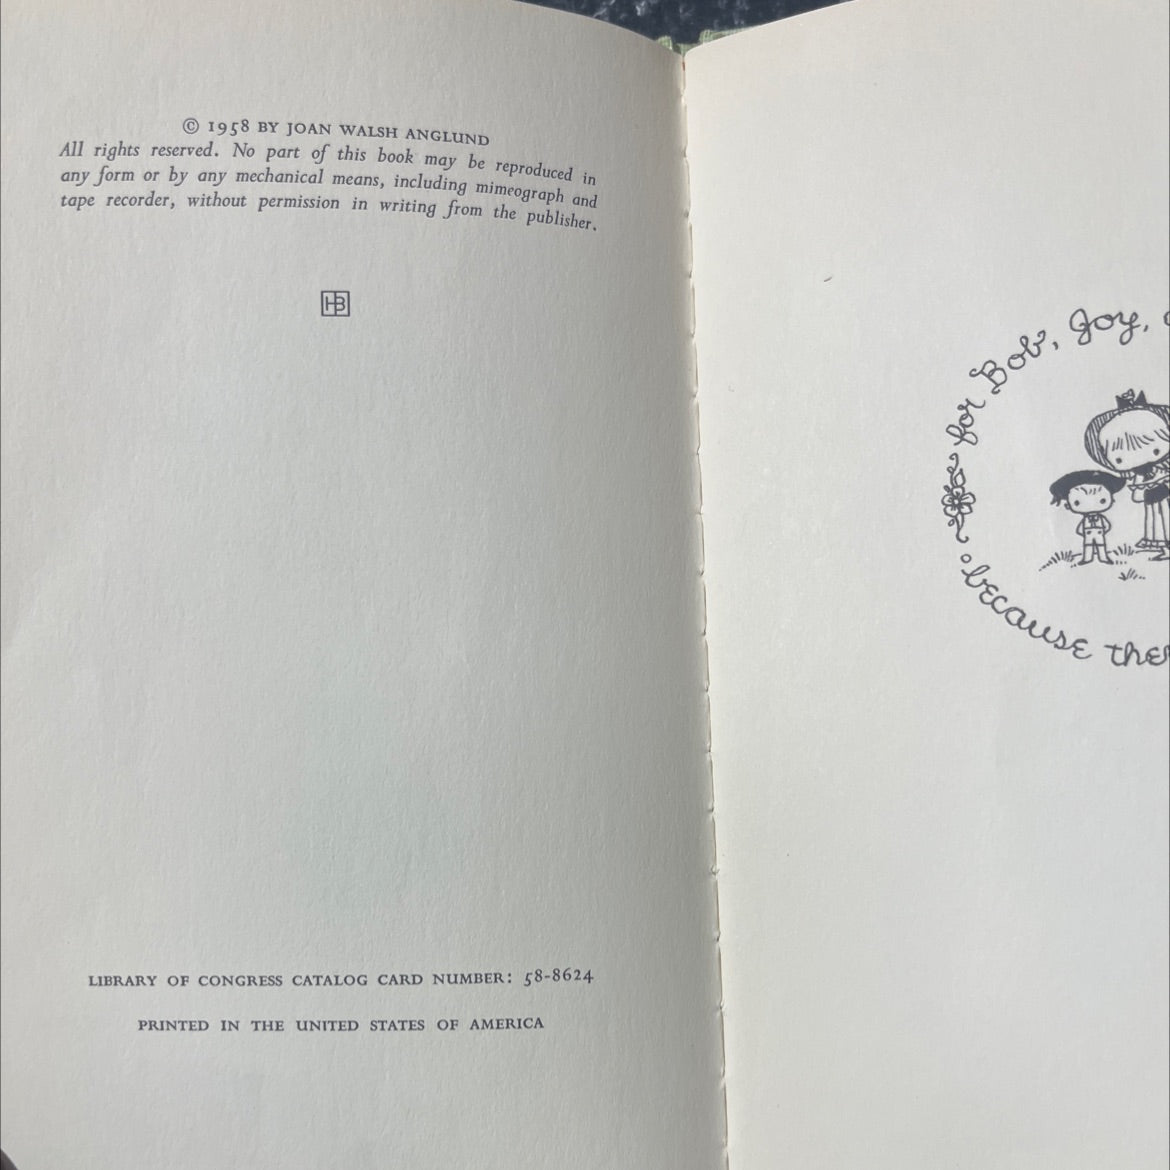 © 1958 BY JOAN WALSH ANGLUND
All rights reserved. No part of this book may be reproduced in
any form or by any mechanical means, including mimeograph and
tape recorder, without permission in writing from the publisher.
HB
LIBRARY OF CONGRESS CATALOG CARD NUMBER: 58-8624
PRINTED IN THE UNITED STATES OF AMERICA
for Bob, Joy,
because